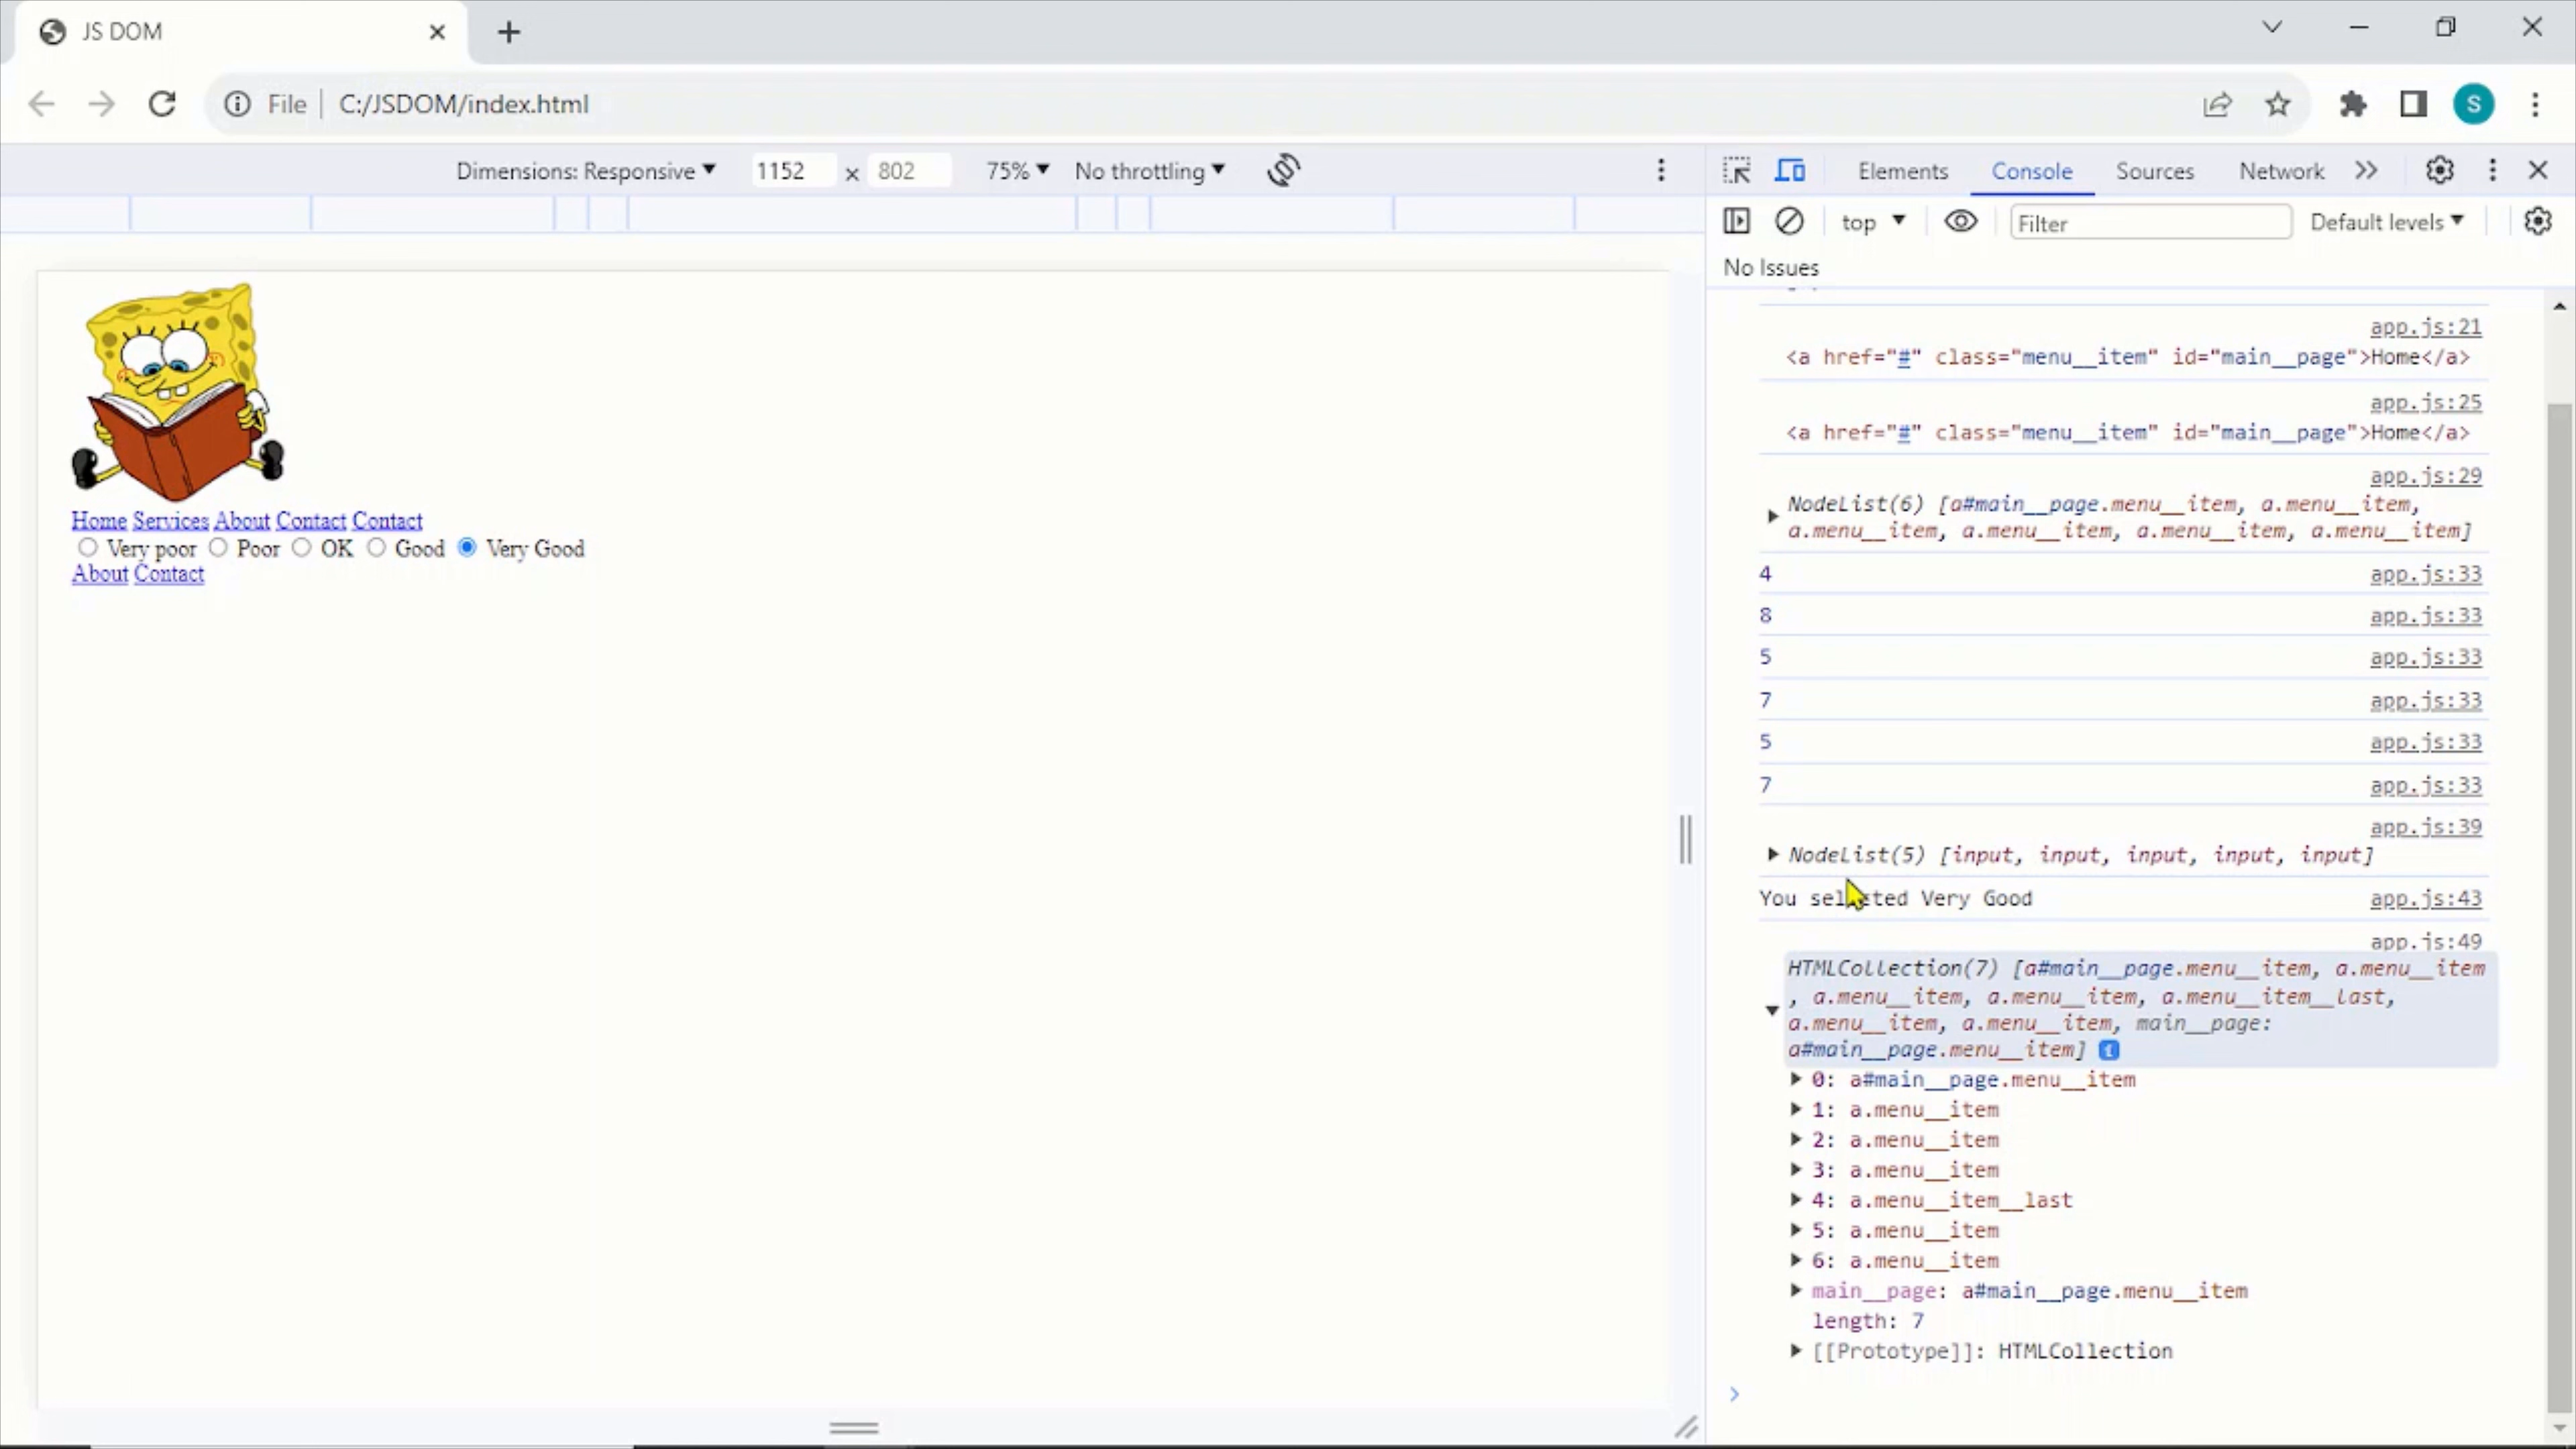 JS DOM
File
C:/JSDOM/index.html
S
Dimensions: Responsive
1152 x 802
75%
No throttling
Elements
Console
Sources
Network
top
Filter
Default levels
No Issues
Home Services About Contact Contact
Very poor Poor OK Good Very Good
About Contact
app.js:21
<a href="#" class="menu__item" id="main__page">Home</a>
app.js:25
<a href="#" class="menu__item" id="main__page">Home</a>
app.js:29
NodeList(6) [a#main__page.menu__item, a.menu__item,
a.menu__item, a.menu__item, a.menu__item, a.menu__item]
4 app.js:33
8 app.js:33
5 app.js:33
7 app.js:33
5 app.js:33
7 app.js:33
app.js:39
NodeList(5) [input, input, input, input, input]
You selected Very Good app.js:43
app.js:49
HTMLCollection(7) [a#main__page.menu__item, a.menu__item
, a.menu__item, a.menu__item, a.menu__item__last,
a.menu__item, a.menu__item, main__page:
a#main__page.menu__item] i
0: a#main__page.menu__item
1: a.menu__item
2: a.menu__item
3: a.menu__item
4: a.menu__item__last
5: a.menu__item
6: a.menu__item
main__page: a#main__page.menu__item
length: 7
[[Prototype]]: HTMLCollection